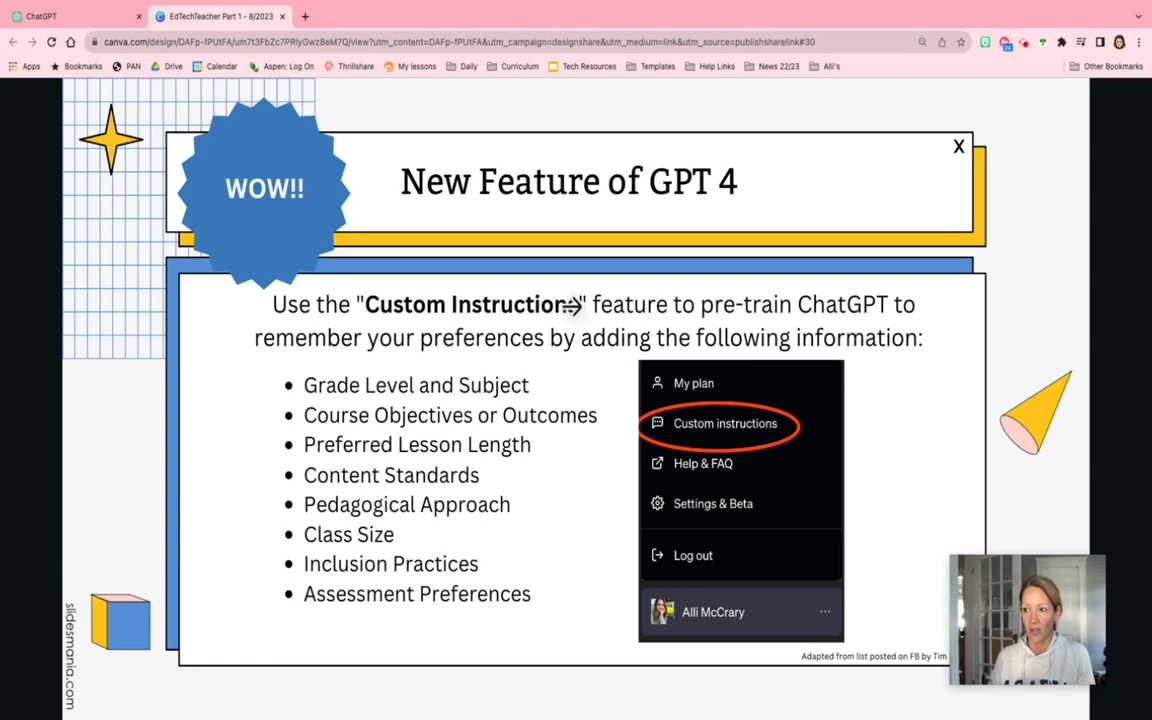 ChatGPT
EdTechTeacher Part 1 - 8/2023
canva.com/design/DAFp-fPUtFA/um7t3FbZc7PRIyGwz8eM7Q/view?utm_content=DAFp-fPUtFA&utm_campaign=designshare&utm_medium=link&utm_source=publishsharelink#30
Apps Bookmarks PAN Drive Calendar Aspen: Log On Thrillshare My lessons Daily Curriculum Tech Resources Templates Help Links News 22/23 Alli's Other Bookmarks
X
WOW!!
New Feature of GPT 4
Use the "Custom Instructions" feature to pre-train ChatGPT to
remember your preferences by adding the following information:
• Grade Level and Subject
• Course Objectives or Outcomes
• Preferred Lesson Length
• Content Standards
• Pedagogical Approach
• Class Size
• Inclusion Practices
• Assessment Preferences
My plan
Custom instructions
Help & FAQ
Settings & Beta
Log out
Alli McCrary
Adapted from list posted on FB by Tim
slidesmania.com